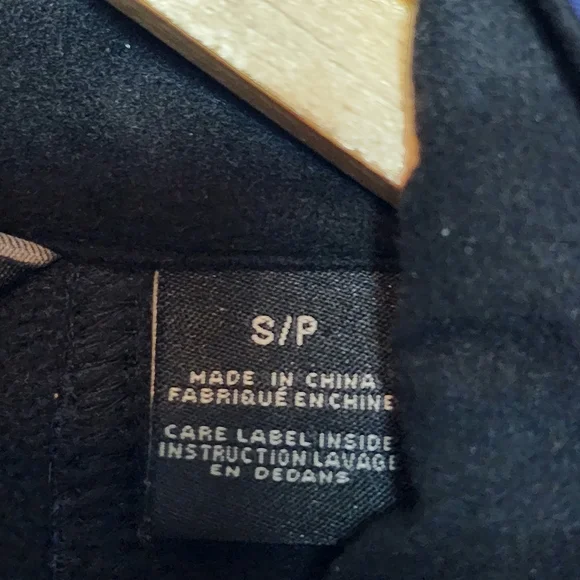 S/P
MADE IN CHINA
FABRIQUÉ EN CHINE
CARE LABEL INSIDE
INSTRUCTION LAVAGE
EN DEDANS